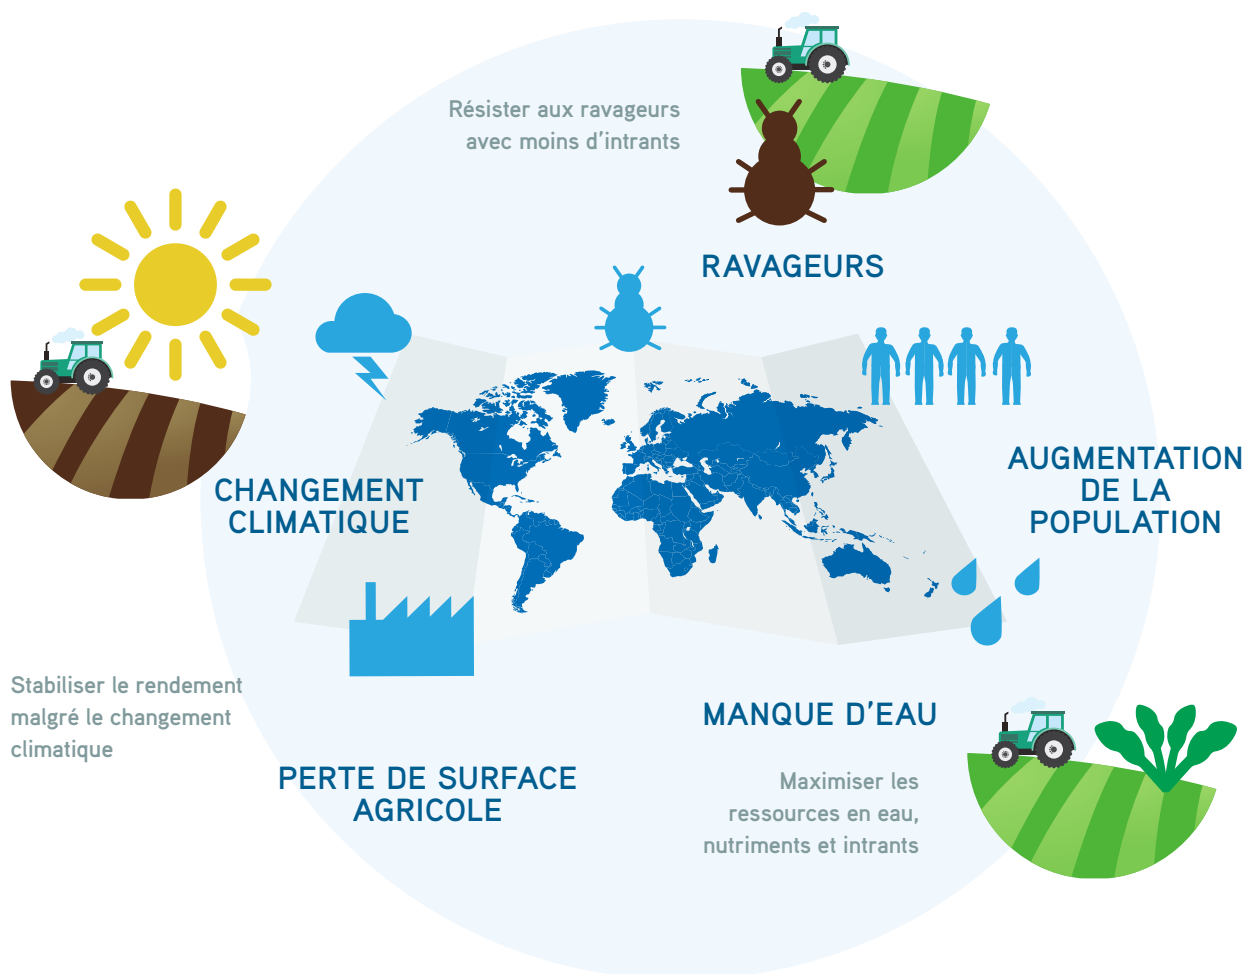 Résister aux ravageurs
avec moins d'intrants
RAVAGEURS
AUGMENTATION
DE LA
POPULATION
CHANGEMENT
CLIMATIQUE
Stabiliser le rendement
malgré le changement
climatique
MANQUE D'EAU
Maximiser les
ressources en eau,
nutriments et intrants
PERTE DE SURFACE
AGRICOLE